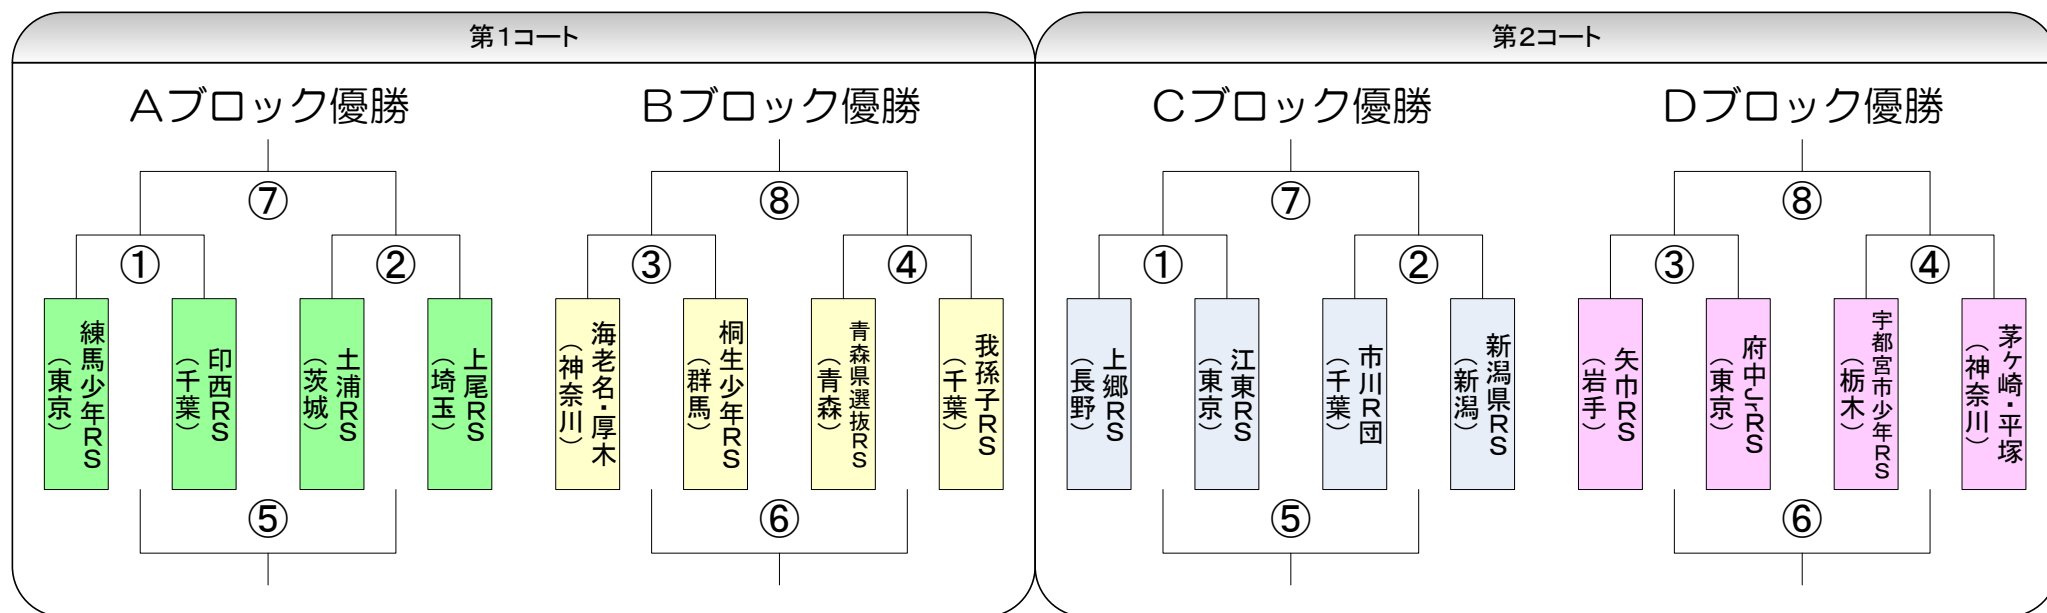 第1コート
第2コート
Aブロック優勝
Bブロック優勝
Cブロック優勝
Dブロック優勝
⑦
⑧
⑦
⑧
①
②
③
④
①
②
③
④
練馬少年RS
（東京）
印西RS
（千葉）
土浦RS
（茨城）
上尾RS
（埼玉）
海老名・厚木
（神奈川）
桐生少年RS
（群馬）
青森県選抜RS
（青森）
我孫子RS
（千葉）
上郷RS
（長野）
江東RS
（東京）
市川R団
（千葉）
新潟県RS
（新潟）
矢巾RS
（岩手）
府中Jr.RS
（東京）
宇都宮市少年RS
（栃木）
茅ヶ崎・平塚
（神奈川）
⑤
⑥
⑤
⑥